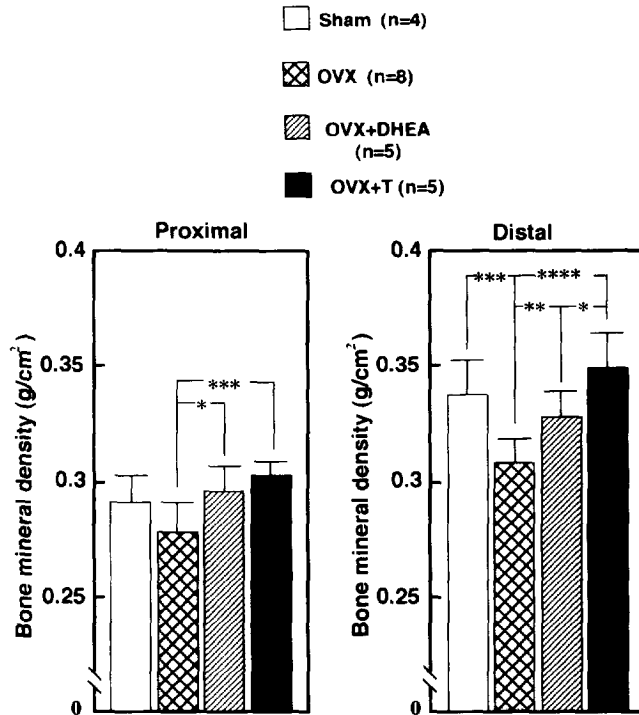 Sham (n=4)
OVX (n=8)
OVX+DHEA
(n=5)
OVX+T (n=5)
Proximal
Bone mineral density (g/cm²)
0.4
0.35
0.3
0.25
0
***
*
Distal
Bone mineral density (g/cm²)
0.4
0.35
0.3
0.25
0
*** ****
** *